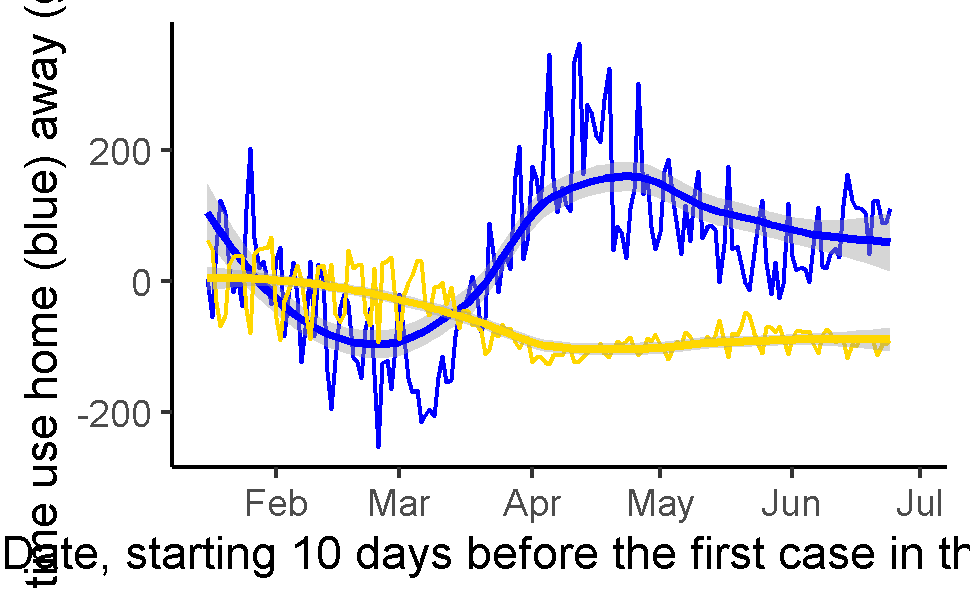 time use home (blue) away (
200
0
-200
Feb Mar Apr May Jun Jul
Date, starting 10 days before the first case in th